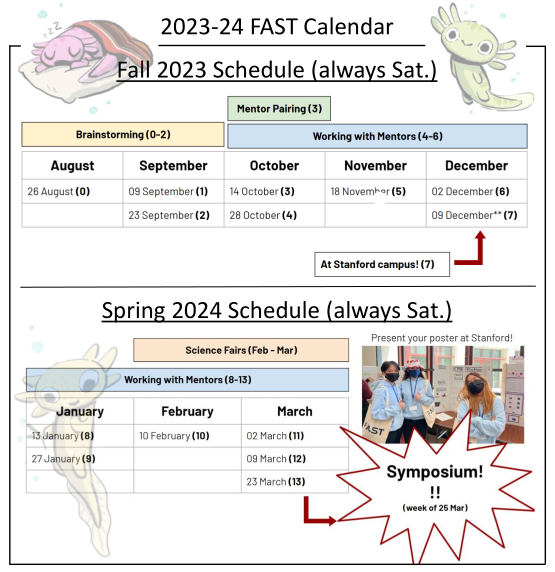 2023-24 FAST Calendar
Fall 2023 Schedule (always Sat.)
Mentor Pairing (3)
Brainstorming (0-2)
Working with Mentors (4-6)
August
September
October
November
December
26 August (0)
09 September (1)
14 October (3)
18 November (5)
02 December (6)
23 September (2)
28 October (4)
09 December** (7)
At Stanford campus! (7)
Spring 2024 Schedule (always Sat.)
Present your poster at Stanford!
Science Fairs (Feb - Mar)
Working with Mentors (8-13)
January
February
March
13 January (8)
10 February (10)
02 March (11)
27 January (9)
09 March (12)
23 March (13)
Symposium!
!!
(week of 25 Mar)